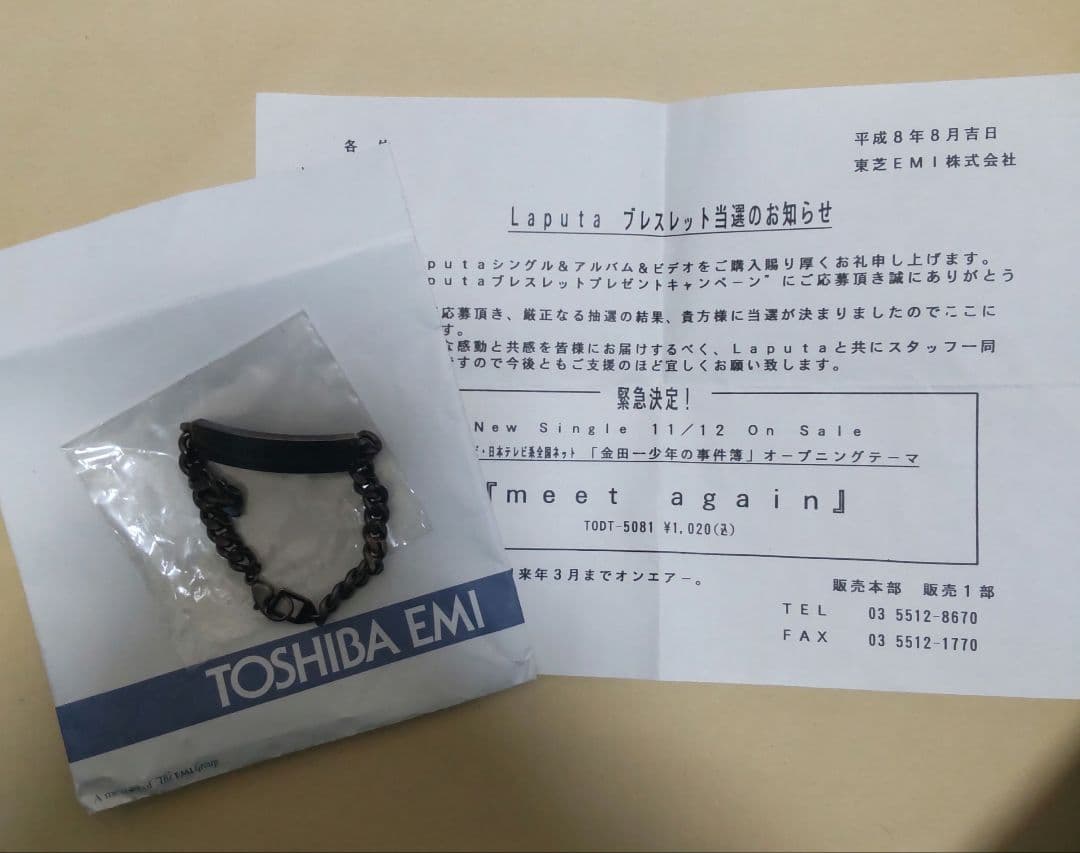 平成8年8月吉日
各
東芝EMI株式会社
Laputa ブレスレット当選のお知らせ
putaシングル&アルバム&ビデオをご購入賜り厚くお礼申し上げます。
putaブレスレットプレゼントキャンペーン”にご応募頂き誠にありがとう
応募頂き、厳正なる抽選の結果、貴方様に当選が決まりましたのでここに
す。
な感動と共感を皆様にお届けするべく、Laputaと共にスタッフ一同
ですので今後ともご支援のほど宜しくお願い致します。
緊急決定!
New Single 11/12 On Sale
・日本テレビ系全国ネット「金田一少年の事件簿」オープニングテーマ
『meet again』
TODT-5081 ¥1,020(込)
来年3月までオンエアー。
販売本部 販売1部
TEL 03 5512-8670
FAX 03 5512-1770
TOSHIBA EMI
A member of The EMI Group